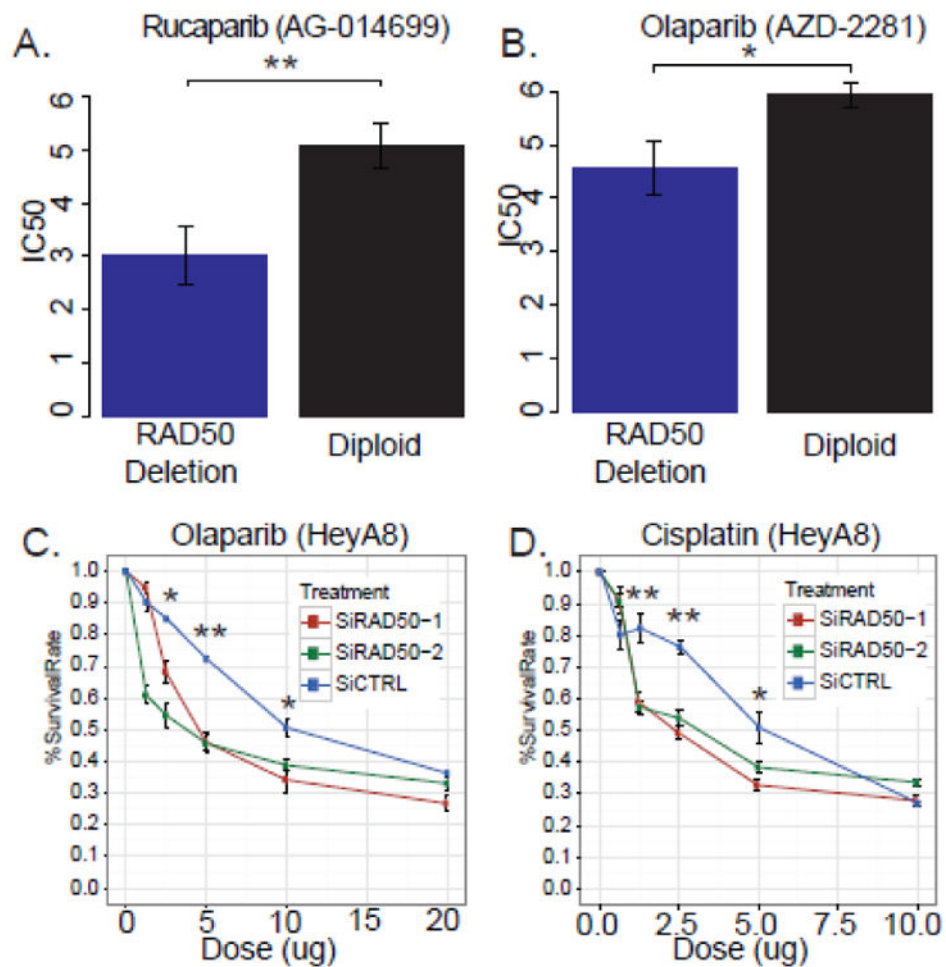 A.
Rucaparib (AG-014699)
**
IC50
0 1 2 3 4 5 6
RAD50
Deletion
Diploid
B.
Olaparib (AZD-2281)
*
IC50
0 1 2 3 4 5 6
RAD50
Deletion
Diploid
C.
Olaparib (HeyA8)
%SurvivalRate
1.0
0.9
0.8
0.7
0.6
0.5
0.4
0.3
0.2
0.1
0.0
* ** *
Treatment
SiRAD50-1
SiRAD50-2
SiCTRL
0 5 10 20
Dose (ug)
D.
Cisplatin (HeyA8)
%SurvivalRate
1.0
0.9
0.8
0.7
0.6
0.5
0.4
0.3
0.2
0.1
0.0
** ** *
Treatment
SiRAD50-1
SiRAD50-2
SiCTRL
0.0 2.5 5.0 10.0
Dose (ug)